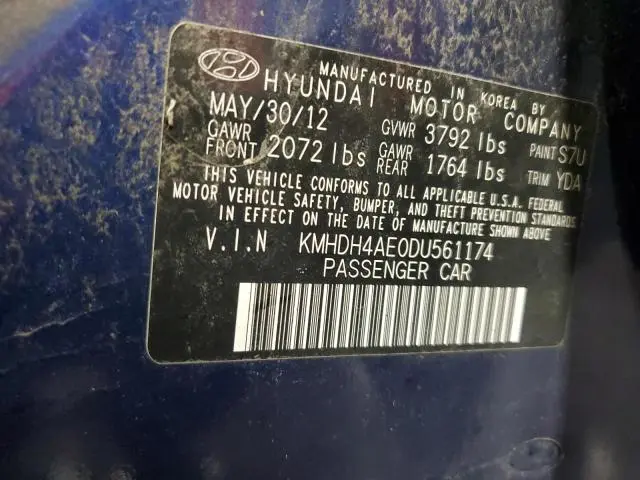 MANUFACTURED IN KOREA BY
HYUNDAI MOTOR COMPANY
MAY/30/12 GVWR 3792 lbs PAINT S7U
GAWR FRONT 2072 lbs GAWR REAR 1764 lbs TRIM YDA
THIS VEHICLE CONFORMS TO ALL APPLICABLE U.S.A. FEDERAL
MOTOR VEHICLE SAFETY, BUMPER, AND THEFT PREVENTION STANDARDS
IN EFFECT ON THE DATE OF MANUFACTURE SHOWN ABOVE.
V.I.N KMHDH4AE0DU561174
PASSENGER CAR